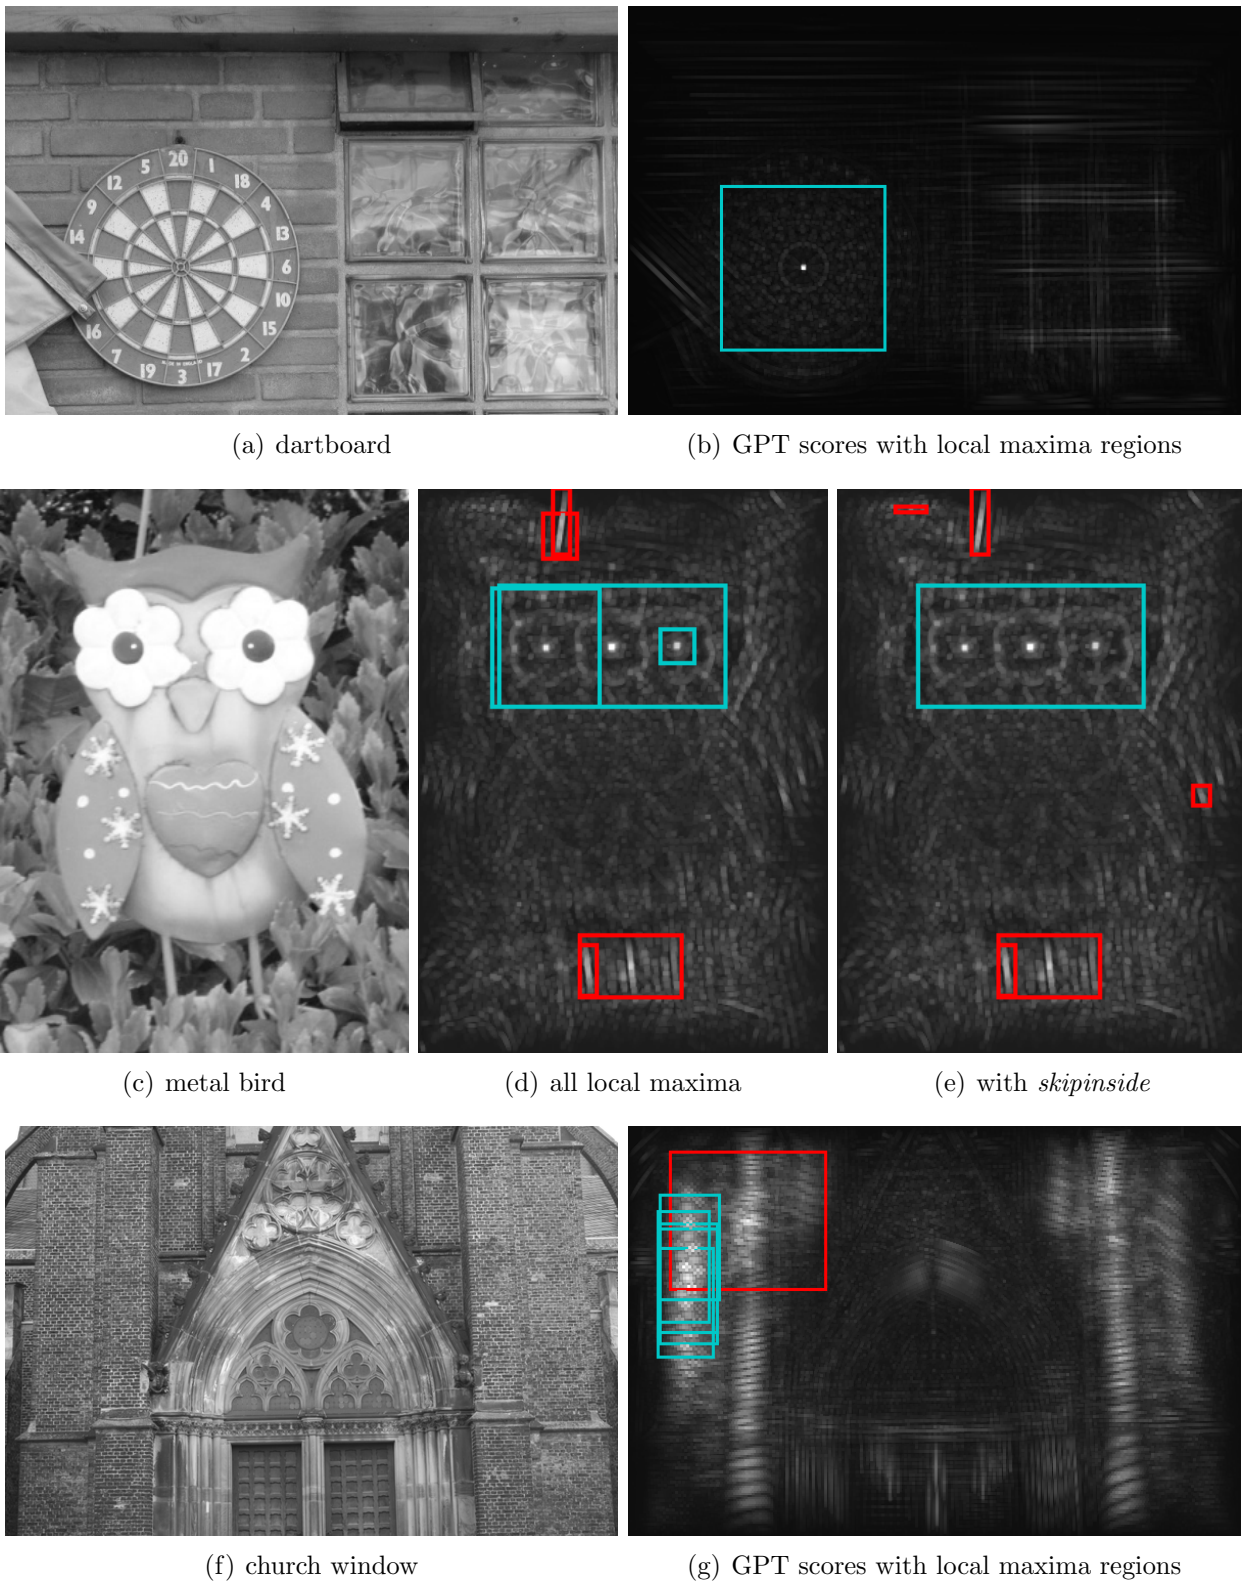 20
1
18
4
13
6
10
15
2
17
3
19
7
16
14
9
12
5
(a) dartboard
(b) GPT scores with local maxima regions
(c) metal bird
(d) all local maxima
(e) with skipinside
(f) church window
(g) GPT scores with local maxima regions